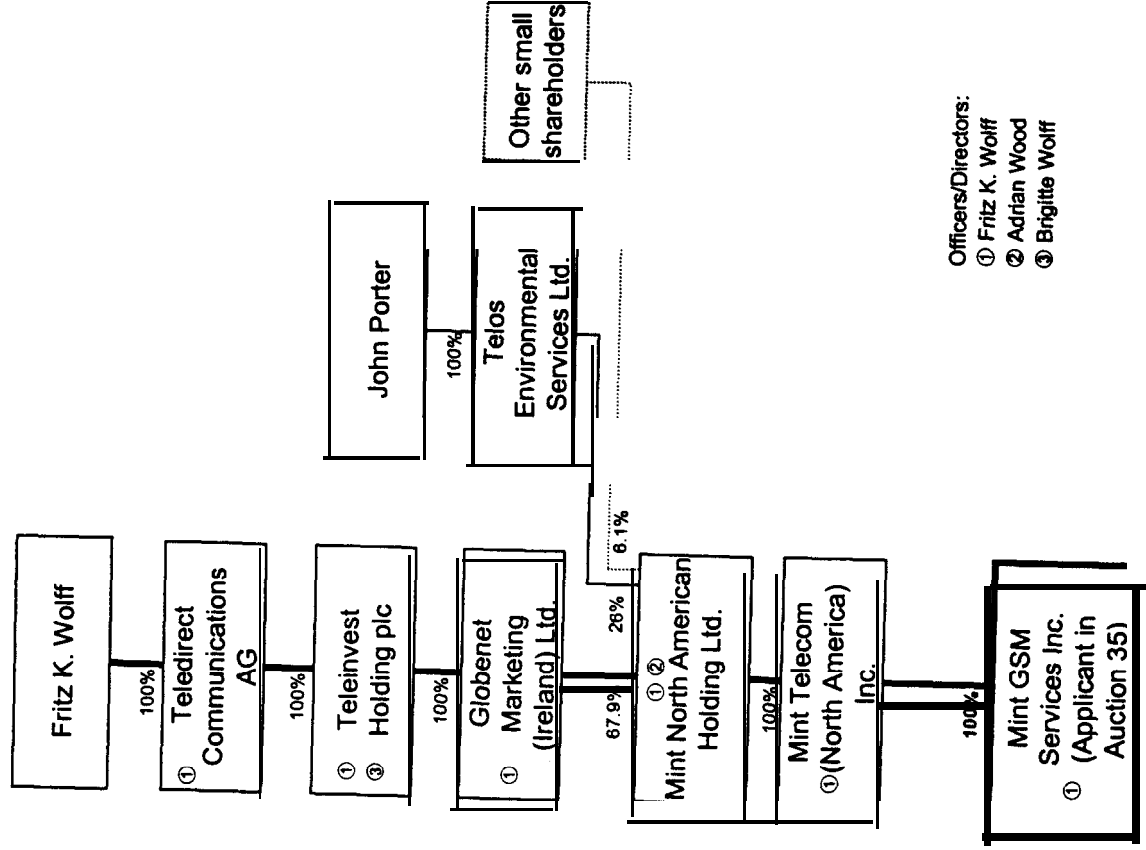 Fritz K. Wolff
100%
① Teledirect
Communications
AG
100%
① Teleinvest
③ Holding plc
100%
Globenet
Marketing
① (Ireland) Ltd.
67.9%
26%
6.1%
① ②
Mint North American
Holding Ltd.
100%
Mint Telecom
①(North America)
Inc.
100%
Mint GSM
Services Inc.
(Applicant in
① Auction 35)
John Porter
100%
Telos
Environmental
Services Ltd.
Other small
shareholders
Officers/Directors:
① Fritz K. Wolff
② Adrian Wood
③ Brigitte Wolff